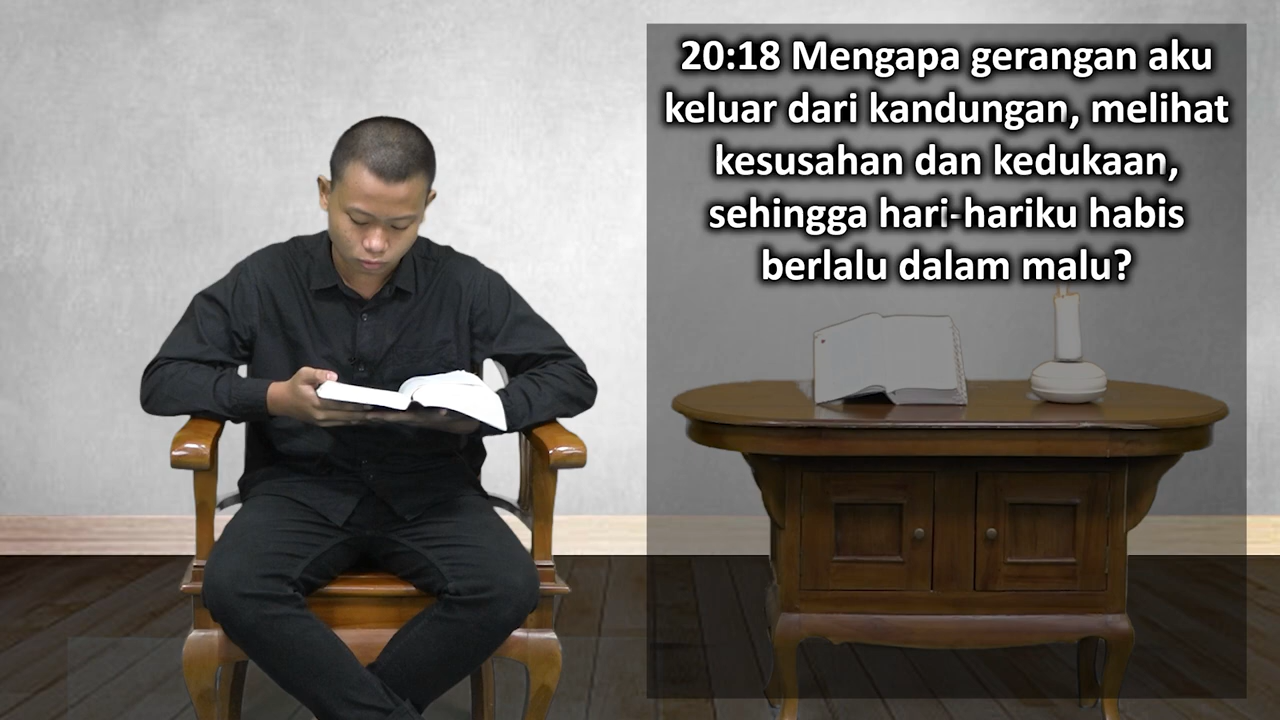 20:18 Mengapa gerangan aku
keluar dari kandungan, melihat
kesusahan dan kedukaan,
sehingga hari-hariku habis
berlalu dalam malu?